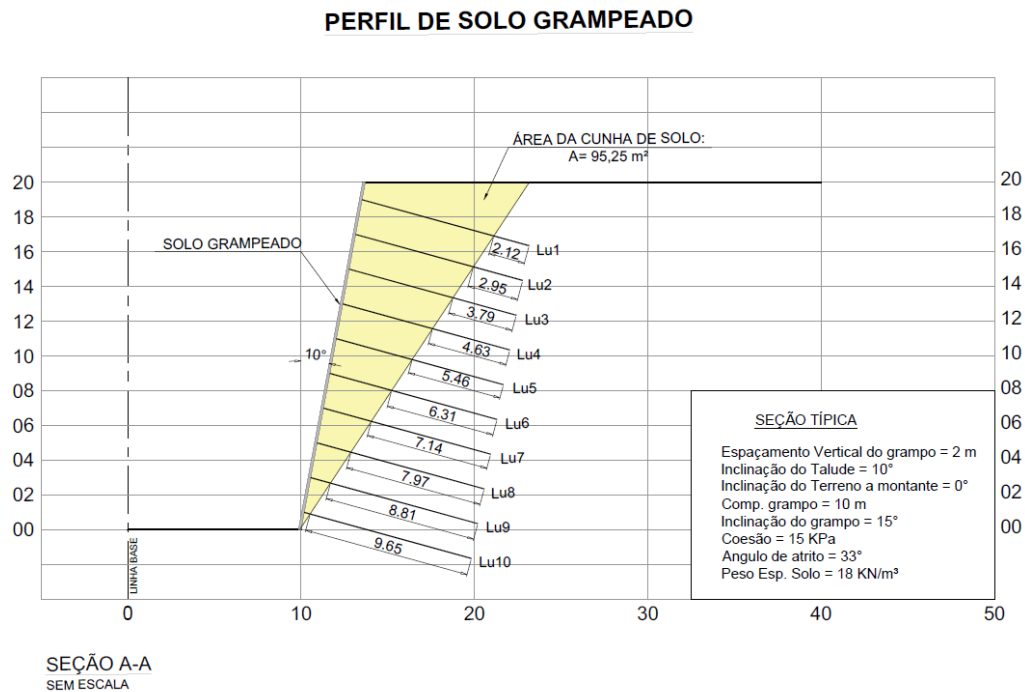 PERFIL DE SOLO GRAMPEADO
ÁREA DA CUNHA DE SOLO:
A= 95,25 m²
20
18
16
14
12
10
08
06
04
02
00
20
18
16
14
12
10
08
06
04
02
00
SOLO GRAMPEADO
10°
2.12
Lu1
2.95
Lu2
3.79
Lu3
4.63
Lu4
5.46
Lu5
6.31
Lu6
7.14
Lu7
7.97
Lu8
8.81
Lu9
9.65
Lu10
SEÇÃO TÍPICA
Espaçamento Vertical do grampo = 2 m
Inclinação do Talude = 10°
Inclinação do Terreno a montante = 0°
Comp. grampo = 10 m
Inclinação do grampo = 15°
Coesão = 15 KPa
Angulo de atrito = 33°
Peso Esp. Solo = 18 KN/m³
LINHA BASE
0
10
20
30
40
50
SEÇÃO A-A
SEM ESCALA